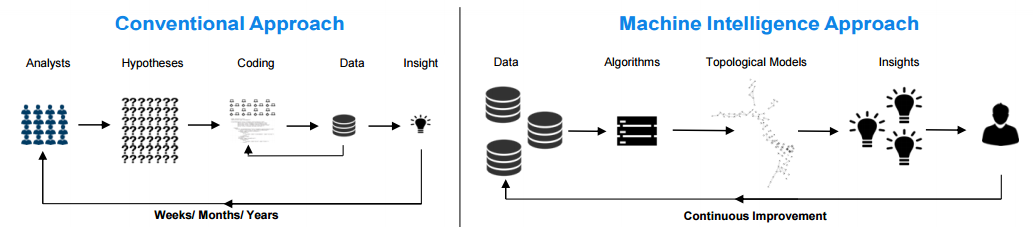 Conventional Approach
Analysts
Hypotheses
Coding
Data
Insight
???????
???????
???????
???????
???????
???????
Weeks/ Months/ Years
Machine Intelligence Approach
Data
Algorithms
Topological Models
Insights
Continuous Improvement